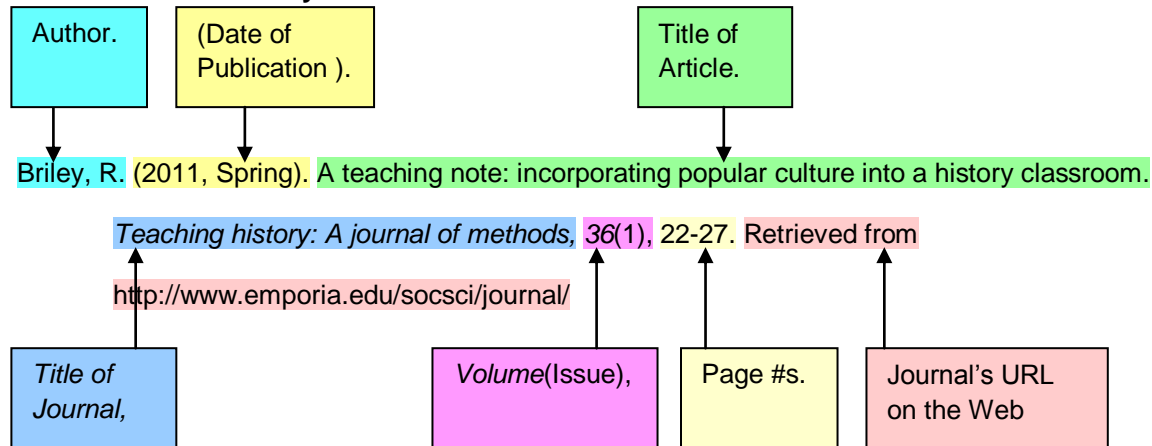 Author.
(Date of
Publication ).
Title of
Article.
Briley, R. (2011, Spring). A teaching note: incorporating popular culture into a history classroom.
Teaching history: A journal of methods, 36(1), 22-27. Retrieved from
http://www.emporia.edu/socsci/journal/
Title of
Journal,
Volume(Issue),
Page #s.
Journal’s URL
on the Web